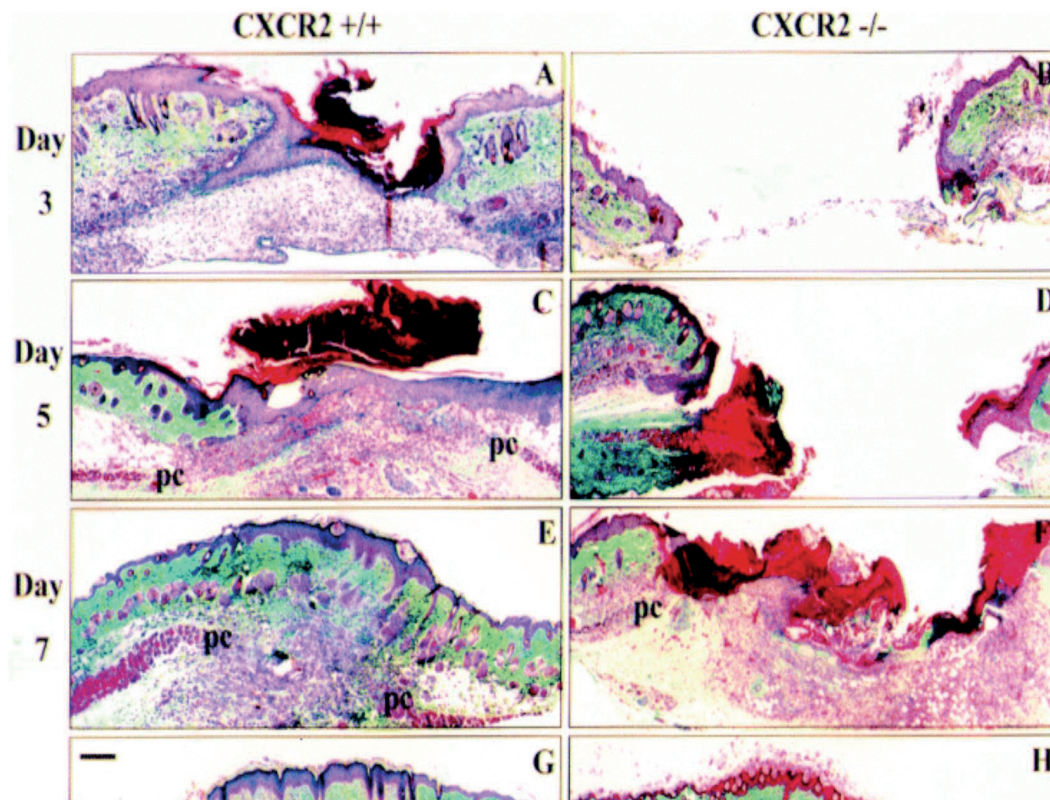 CXCR2 +/+ CXCR2 -/-
A B
Day
3
C D
Day
5
pc pc
E F
Day
7
pc pc pc
G H